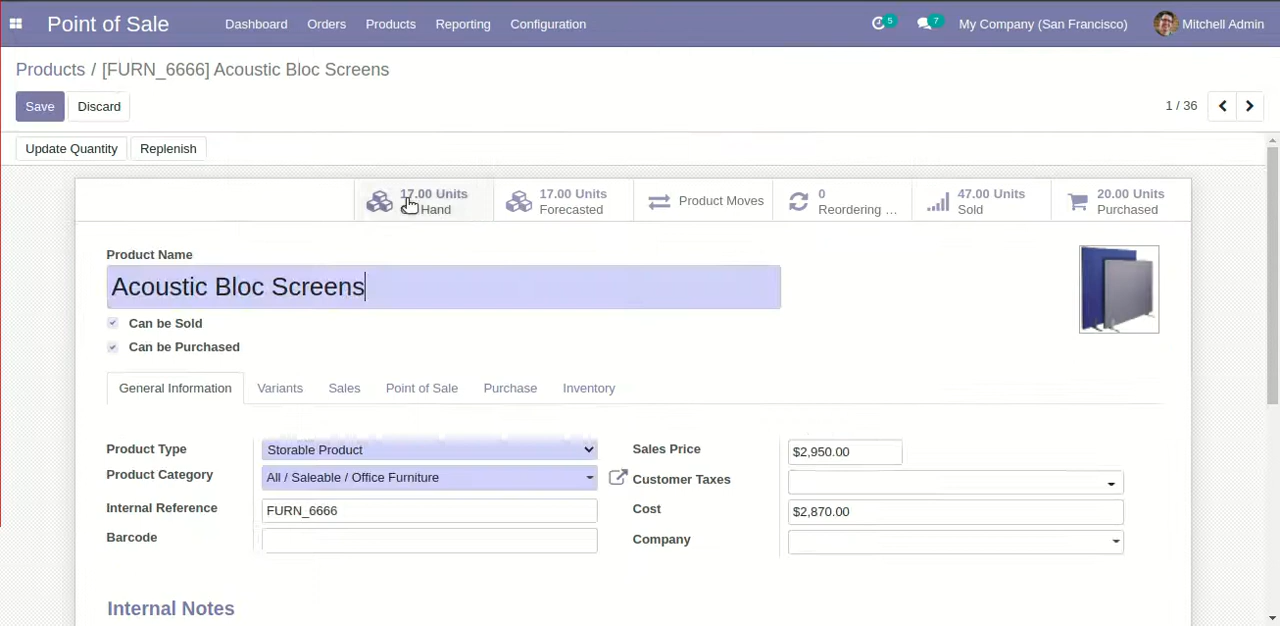 Point of Sale Dashboard Orders Products Reporting Configuration 5 7 My Company (San Francisco) Mitchell Admin
Products / [FURN_6666] Acoustic Bloc Screens
Save Discard 1 / 36
Update Quantity Replenish
17.00 Units 17.00 Units Product Moves 0 47.00 Units 20.00 Units
Hand Forecasted Reordering ... Sold Purchased
Product Name
Acoustic Bloc Screens
Can be Sold
Can be Purchased
General Information Variants Sales Point of Sale Purchase Inventory
Product Type Storable Product Sales Price $2,950.00
Product Category All / Saleable / Office Furniture Customer Taxes
Internal Reference FURN_6666 Cost $2,870.00
Barcode Company
Internal Notes